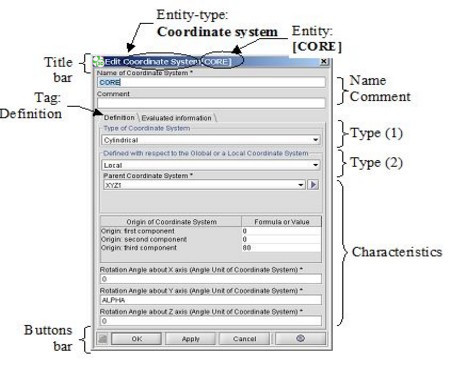 Entity-type:
Coordinate system
Entity:
[CORE]
Title
bar
Edit Coordinate System[CORE]
Name of Coordinate System *
CORE
Name
Comment
Comment
Tag:
Definition
Definition \ Evaluated information \
Type of Coordinate System
Cylindrical
Type (1)
Defined with respect to the Global or a Local Coordinate System
Local
Type (2)
Parent Coordinate System *
XYZ1
Origin of Coordinate System Formula or Value
Origin: first component 0
Origin: second component 0
Origin: third component 80
Characteristics
Rotation Angle about X axis (Angle Unit of Coordinate System) *
0
Rotation Angle about Y axis (Angle Unit of Coordinate System) *
ALPHA
Rotation Angle about Z axis (Angle Unit of Coordinate System) *
0
Buttons
bar
OK Apply Cancel